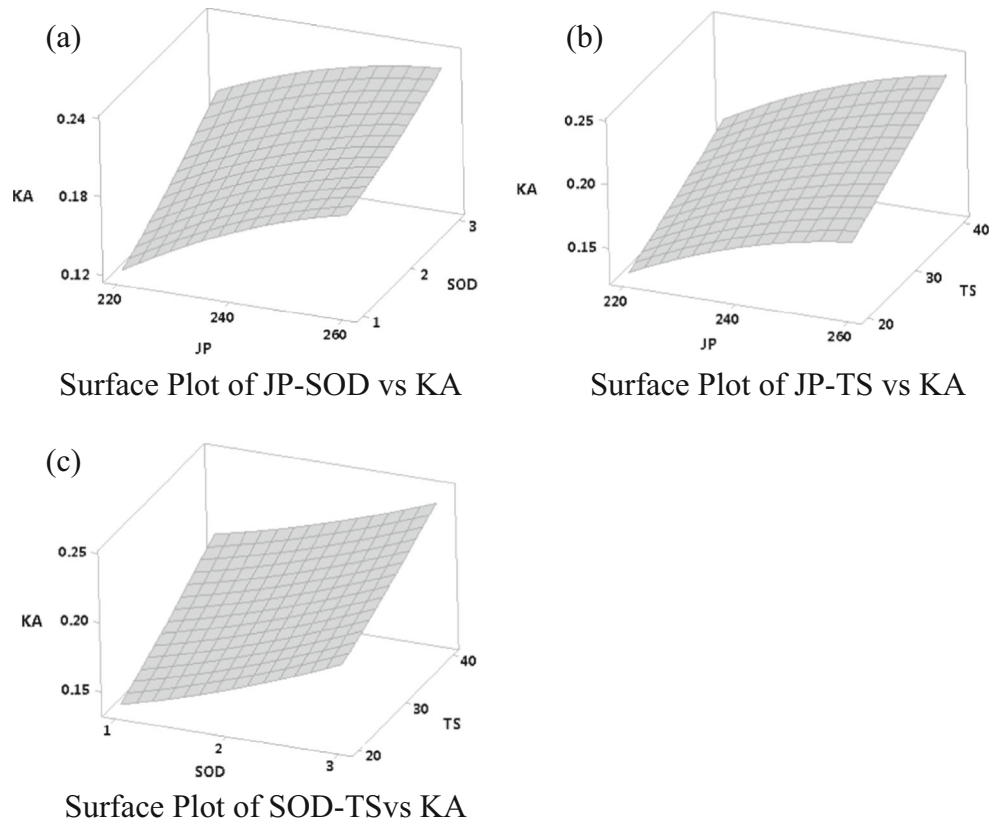 (a)
0.24
KA
0.18
0.12
220
240
260
JP
1
2
3
SOD
Surface Plot of JP-SOD vs KA
(b)
0.25
KA
0.20
0.15
220
240
260
JP
20
30
40
TS
Surface Plot of JP-TS vs KA
(c)
0.25
KA
0.20
0.15
1
2
3
SOD
20
30
40
TS
Surface Plot of SOD-TSvs KA